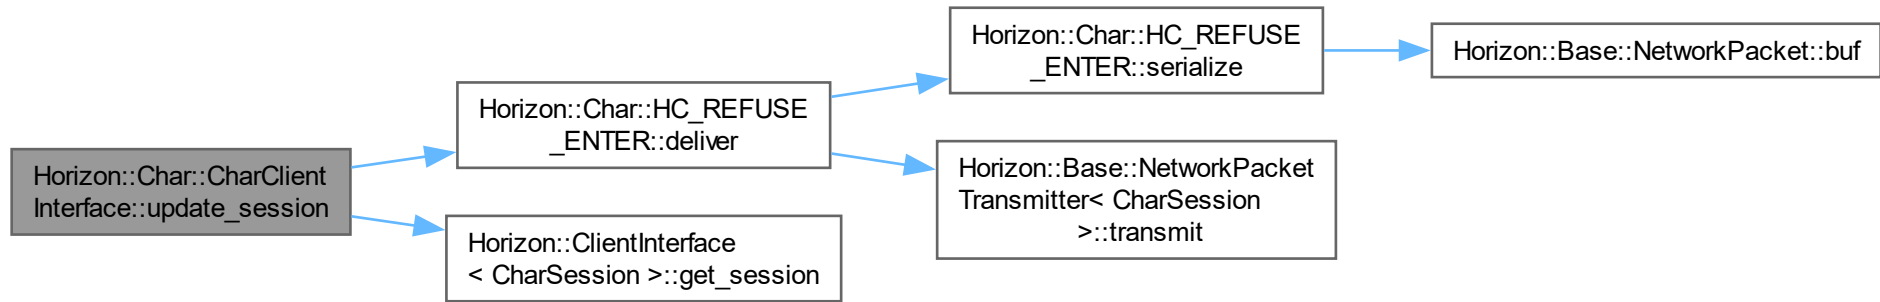 Horizon::Char::CharClient
Interface::update_session
Horizon::Char::HC_REFUSE
_ENTER::deliver
Horizon::Char::HC_REFUSE
_ENTER::serialize
Horizon::Base::NetworkPacket::buf
Horizon::Base::NetworkPacket
Transmitter< CharSession
>::transmit
Horizon::ClientInterface
< CharSession >::get_session